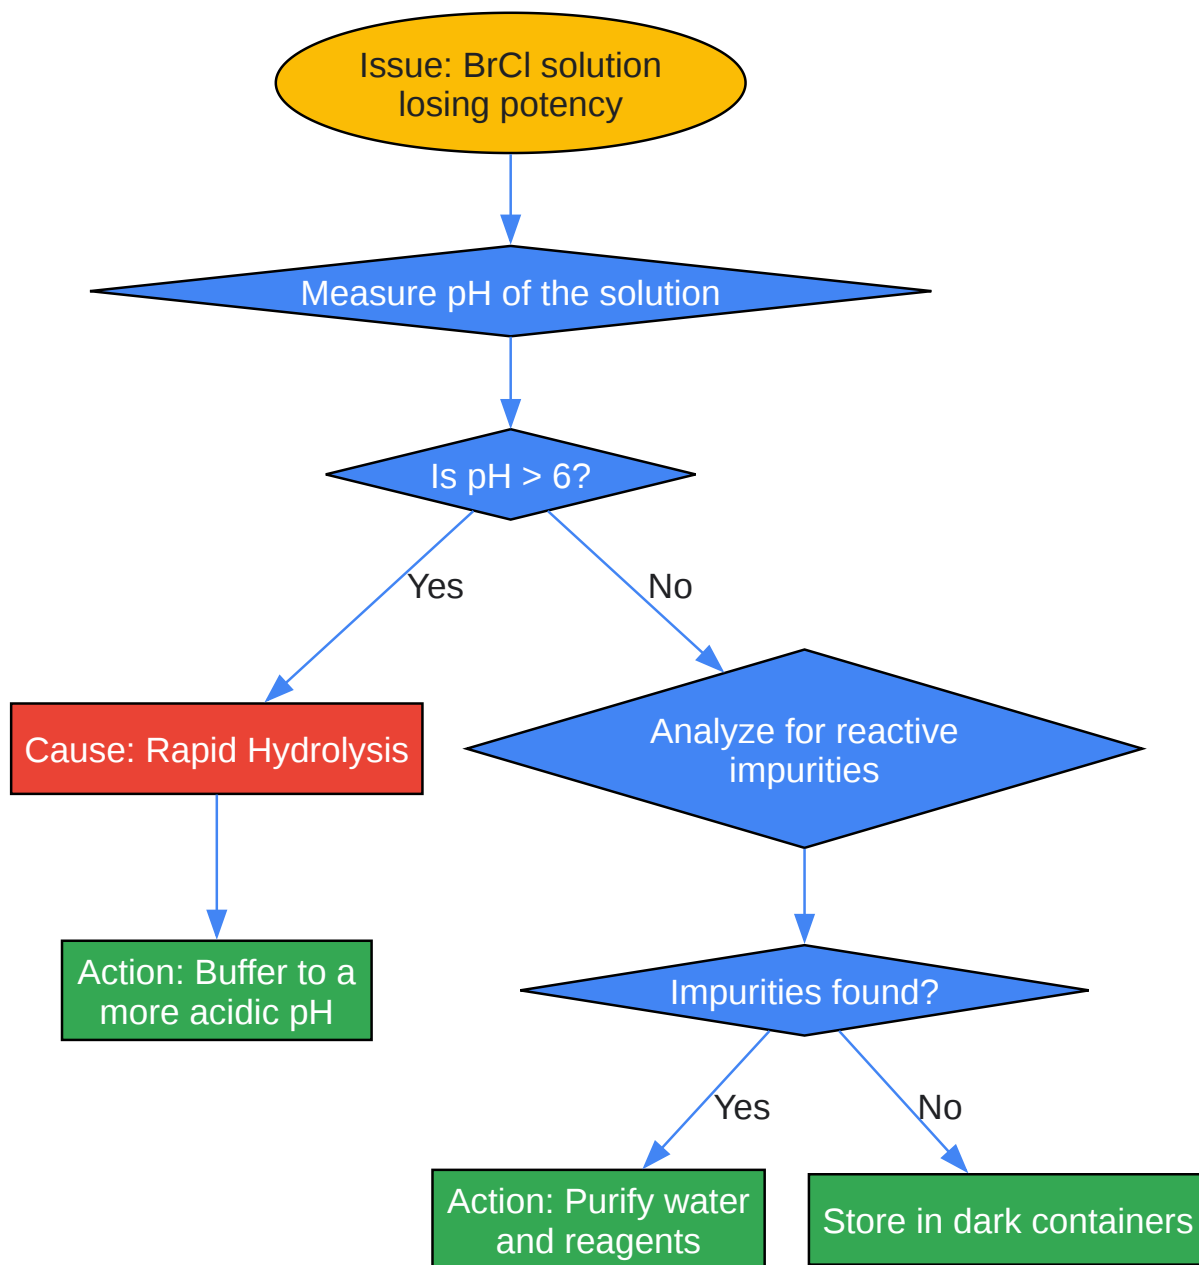 Issue: BrCl solution
losing potency
Measure pH of the solution
Is pH > 6?
Yes
No
Cause: Rapid Hydrolysis
Analyze for reactive
impurities
Action: Buffer to a
more acidic pH
Impurities found?
Yes
No
Action: Purify water
and reagents
Store in dark containers